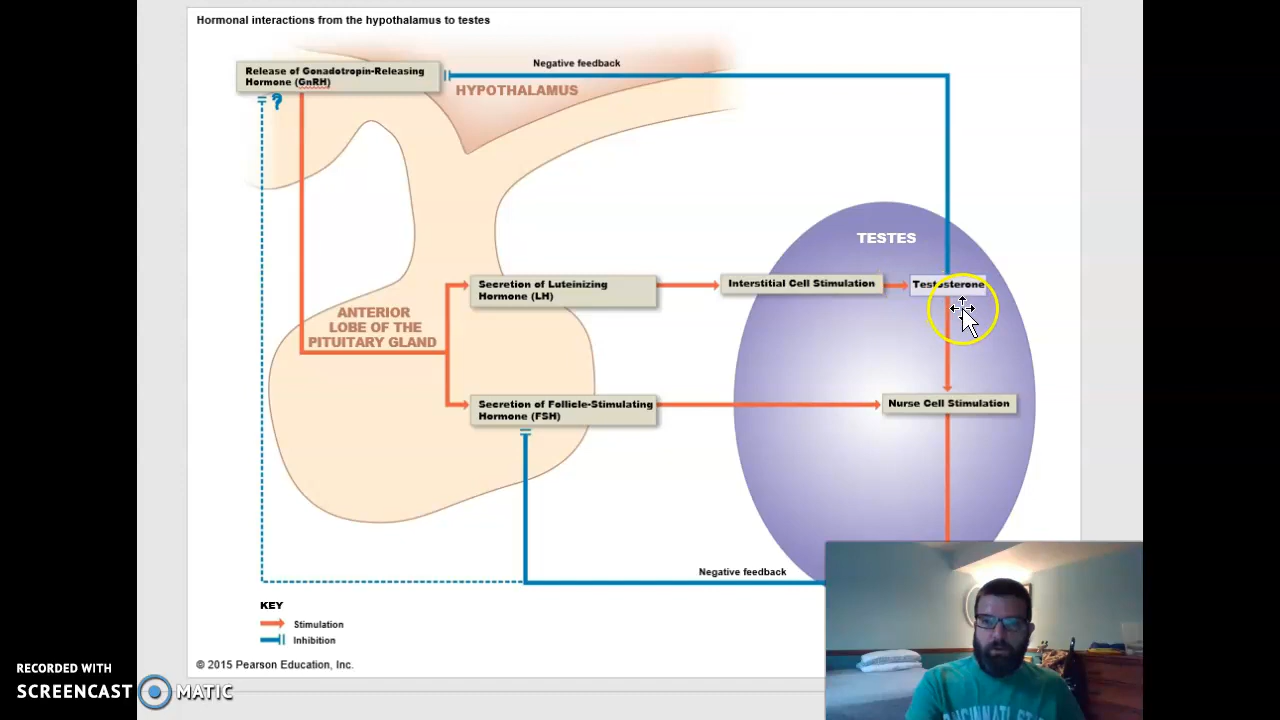 Hormonal interactions from the hypothalamus to testes
Release of Gonadotropin-Releasing
Hormone (GnRH)
Negative feedback
HYPOTHALAMUS
?
TESTES
Secretion of Luteinizing
Hormone (LH)
Interstitial Cell Stimulation
Testosterone
ANTERIOR
LOBE OF THE
PITUITARY GLAND
Secretion of Follicle-Stimulating
Hormone (FSH)
Nurse Cell Stimulation
Negative feedback
KEY
Stimulation
Inhibition
© 2015 Pearson Education, Inc.
RECORDED WITH
SCREENCAST MATIC
CINCINNATI